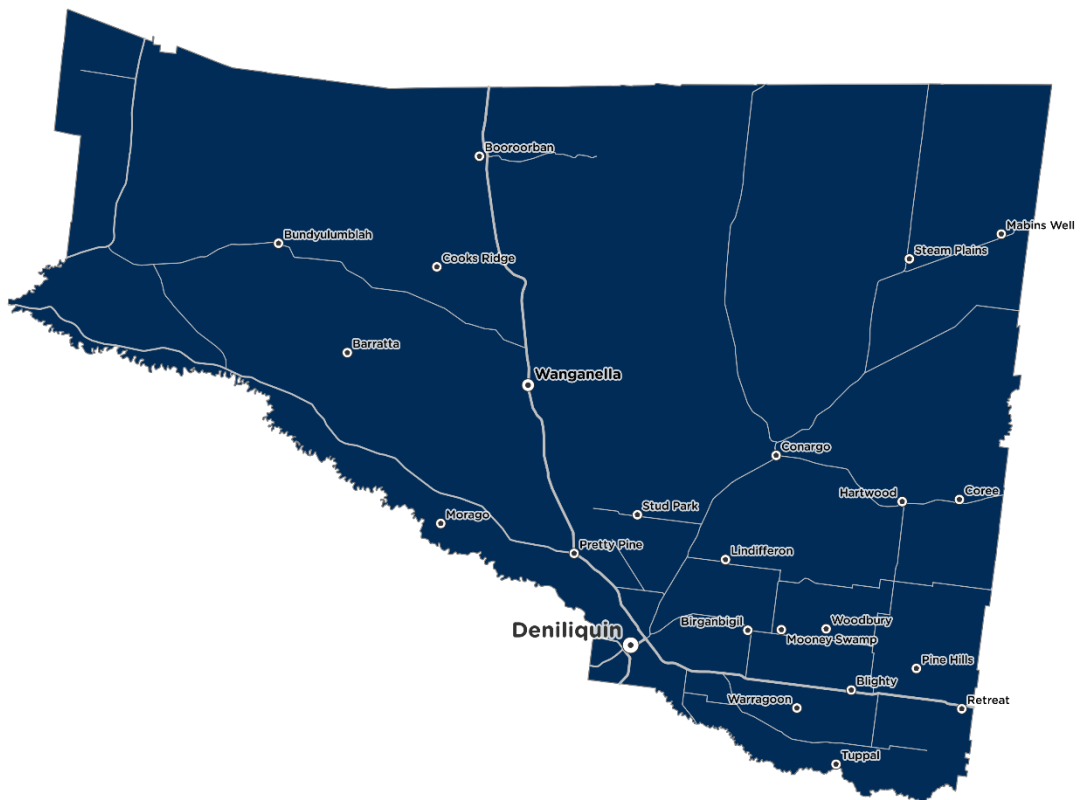 Booroorban
Mabins Well
Bundyulumblah
Steam Plains
Cooks Ridge
Barratta
Wanganella
Conargo
Hartwood
Coree
Stud Park
Morago
Pretty Pine
Lindifferon
Birganbigil
Woodbury
Deniliquin
Mooney Swamp
Pine Hills
Blighty
Warragoon
Retreat
Tuppal